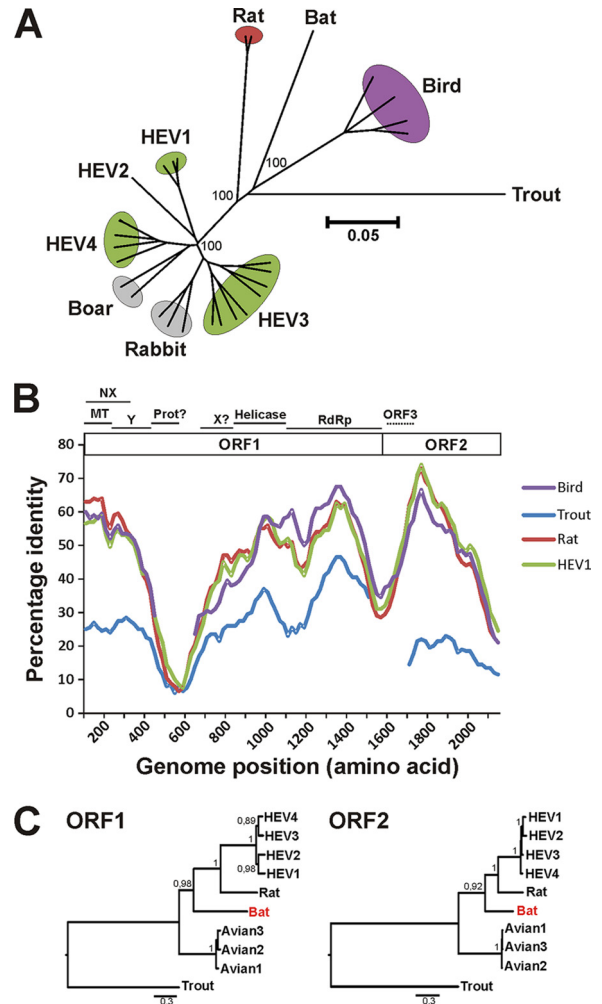 A
Rat
Bat
Bird
HEV1
100
HEV2
100
Trout
0.05
HEV4
100
Boar
HEV3
Rabbit
B
NX
MT
Y
Prot?
X?
Helicase
RdRp
ORF3
ORF1
ORF2
80
70
60
50
40
30
20
10
0
Percentage identity
Bird
Trout
Rat
HEV1
200
400
600
800
1000
1200
1400
1600
1800
2000
Genome position (amino acid)
C
ORF1
0,89
HEV4
HEV3
1
HEV2
0,98
HEV1
1
0,98
Rat
Bat
Avian3
1
Avian2
Avian1
Trout
0.3
ORF2
1
HEV1
HEV2
1
HEV3
HEV4
1
0,92
Rat
Bat
Avian1
1
Avian3
Avian2
Trout
0.3